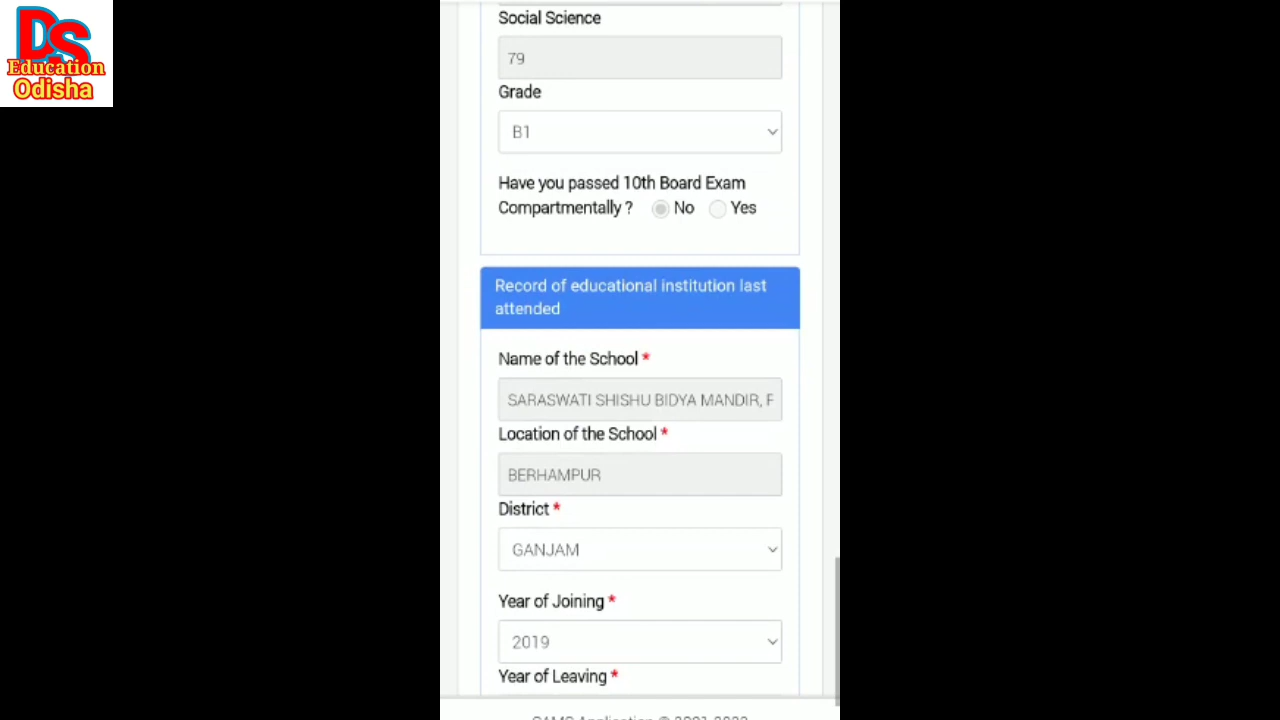 DS
Education
Odisha
Social Science
79
Grade
B1
Have you passed 10th Board Exam
Compartmentally ? No Yes
Record of educational institution last
attended
Name of the School *
SARASWATI SHISHU BIDYA MANDIR,
Location of the School *
BERHAMPUR
District *
GANJAM
Year of Joining *
2019
Year of Leaving *
Application ©